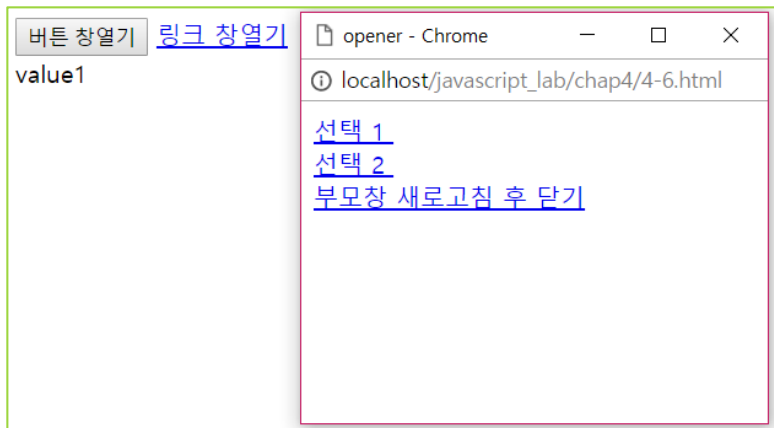 버튼 창열기 링크 창열기
value1
opener - Chrome
localhost/javascript_lab/chap4/4-6.html
선택 1
선택 2
부모창 새로고침 후 닫기